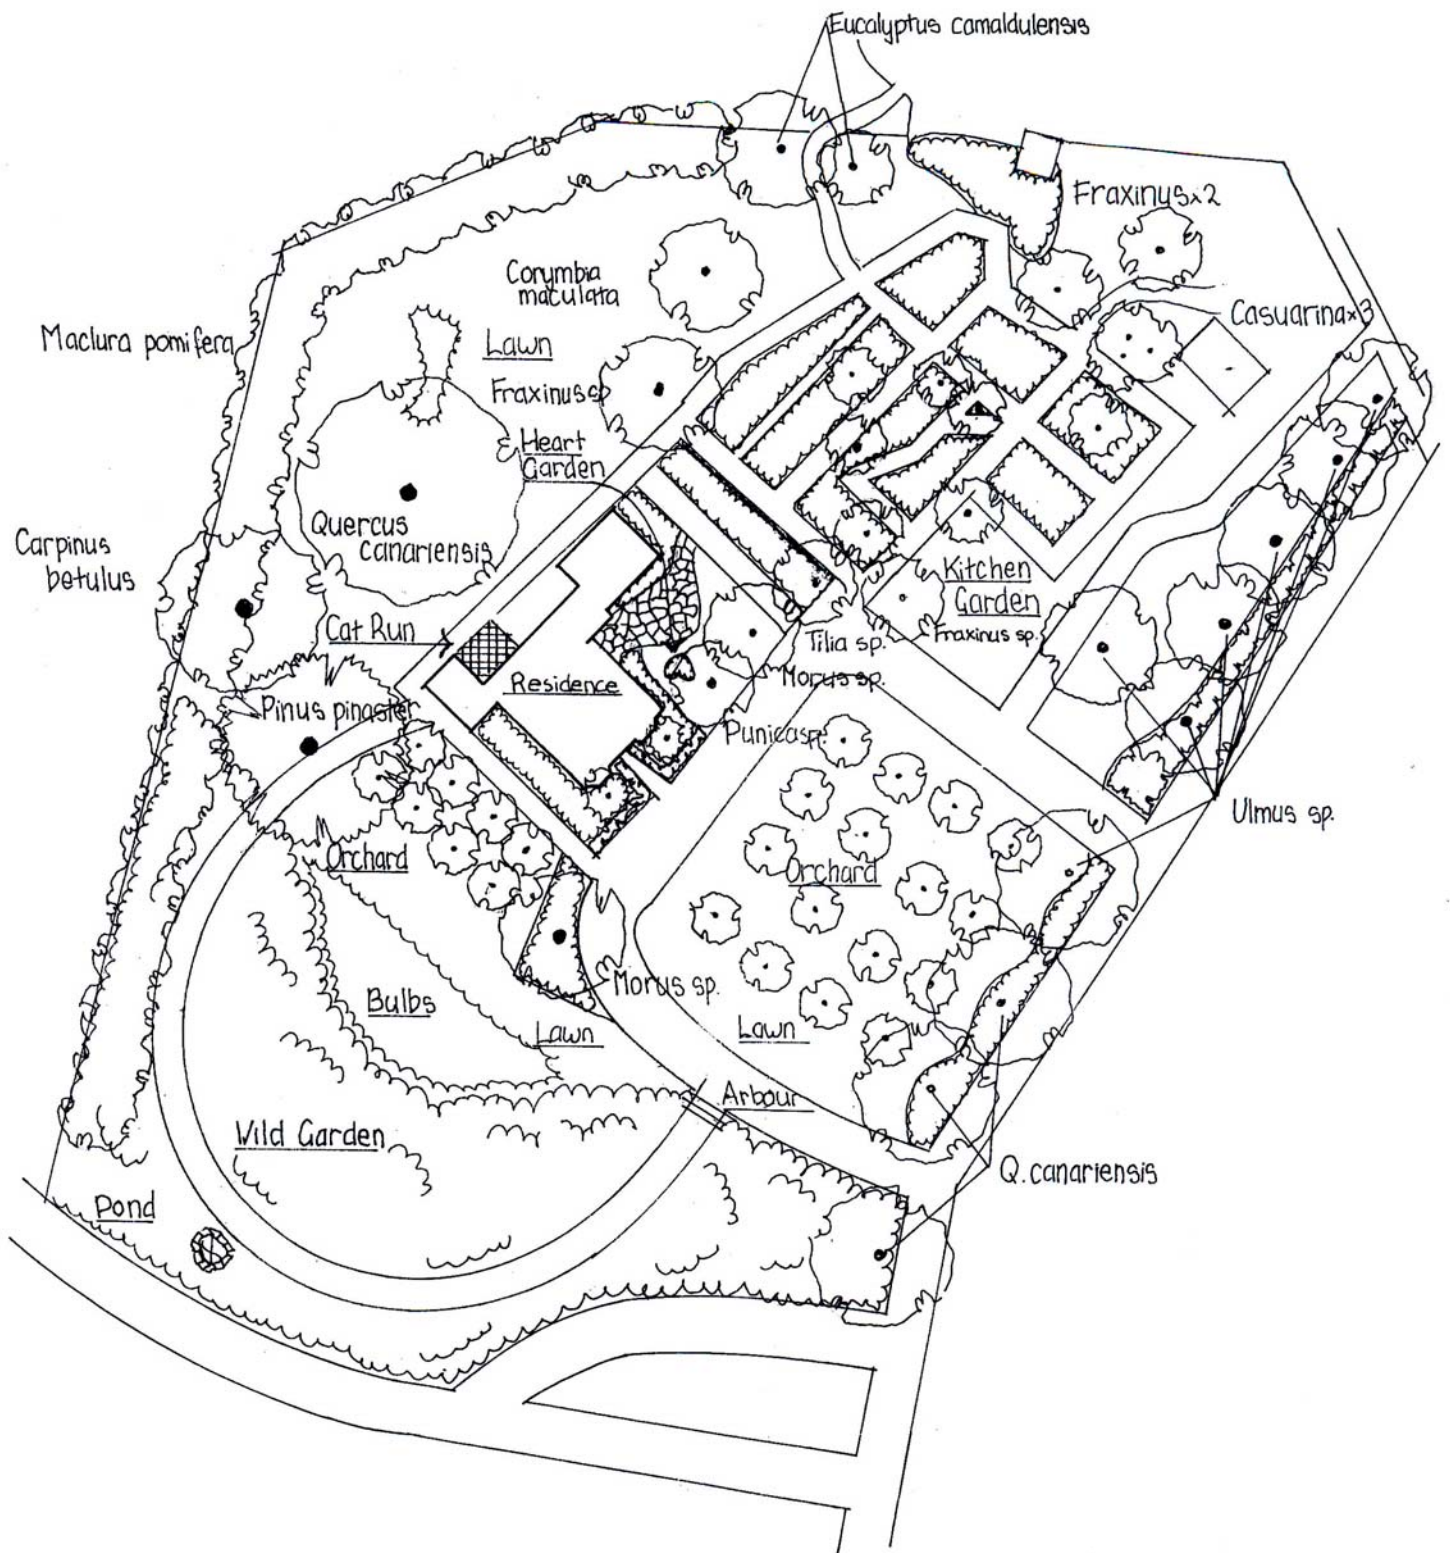 Eucalyptus camaldulensis
Fraxinus x2
Corymbia
maculata
Casuarina x3
Maclura pomifera
Lawn
Fraxinus sp
Heart
Garden
Quercus
canariensis
Carpinus
betulus
Kitchen
Garden
Cat Run
Tilia sp.
Fraxinus sp.
Residence
Morus sp.
Pinus pinaster
Punica sp.
Ulmus sp.
Orchard
Orchard
Morus sp.
Bulbs
Lawn
Lawn
Arbour
Wild Garden
Q. canariensis
Pond